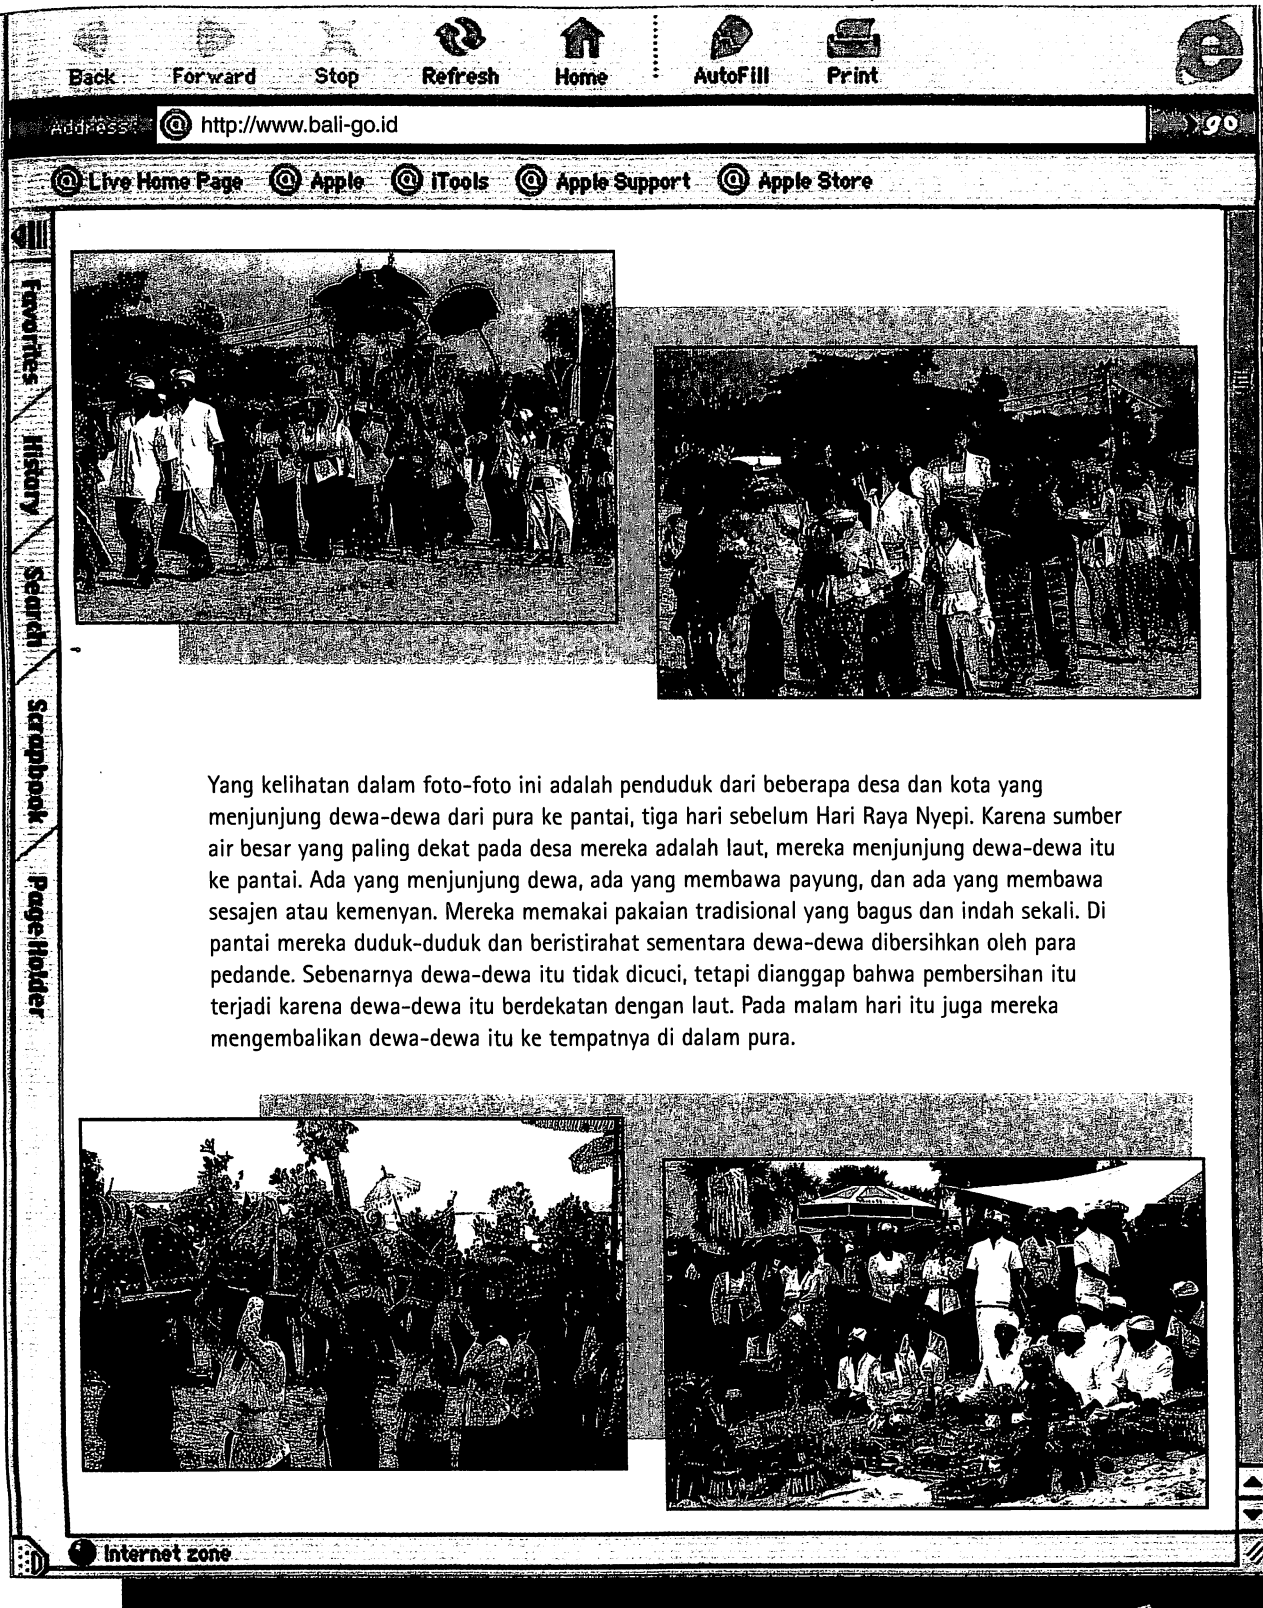 Back Forward Stop Refresh Home AutoFill Print
Address: http://www.bali-go.id go
Live Home Page Apple iTools Apple Support Apple Store
Favorites
History
Search
Scrapbook
Page Holder
Yang kelihatan dalam foto-foto ini adalah penduduk dari beberapa desa dan kota yang
menjunjung dewa-dewa dari pura ke pantai, tiga hari sebelum Hari Raya Nyepi. Karena sumber
air besar yang paling dekat pada desa mereka adalah laut, mereka menjunjung dewa-dewa itu
ke pantai. Ada yang menjunjung dewa, ada yang membawa payung, dan ada yang membawa
sesajen atau kemenyan. Mereka memakai pakaian tradisional yang bagus dan indah sekali. Di
pantai mereka duduk-duduk dan beristirahat sementara dewa-dewa dibersihkan oleh para
pedande. Sebenarnya dewa-dewa itu tidak dicuci, tetapi dianggap bahwa pembersihan itu
terjadi karena dewa-dewa itu berdekatan dengan laut. Pada malam hari itu juga mereka
mengembalikan dewa-dewa itu ke tempatnya di dalam pura.
Internet zone